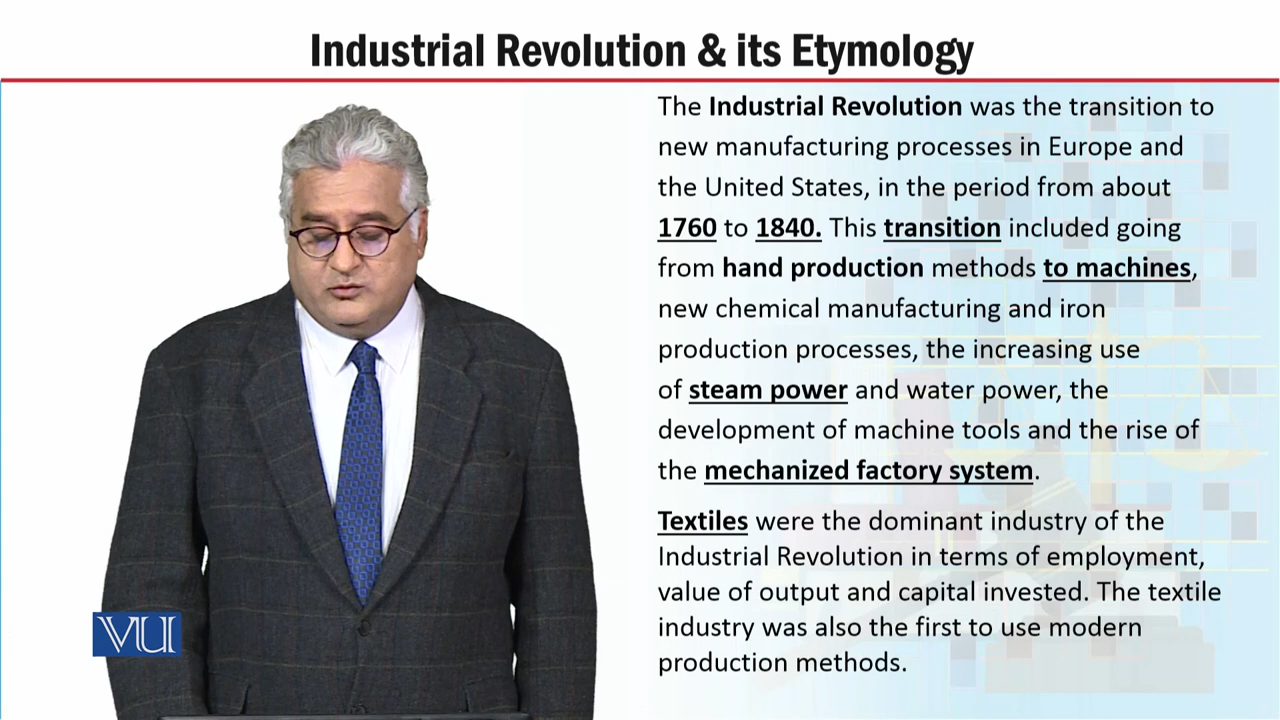 Industrial Revolution & its Etymology
The Industrial Revolution was the transition to
new manufacturing processes in Europe and
the United States, in the period from about
1760 to 1840. This transition included going
from hand production methods to machines,
new chemical manufacturing and iron
production processes, the increasing use
of steam power and water power, the
development of machine tools and the rise of
the mechanized factory system.
Textiles were the dominant industry of the
Industrial Revolution in terms of employment,
value of output and capital invested. The textile
industry was also the first to use modern
production methods.
VU